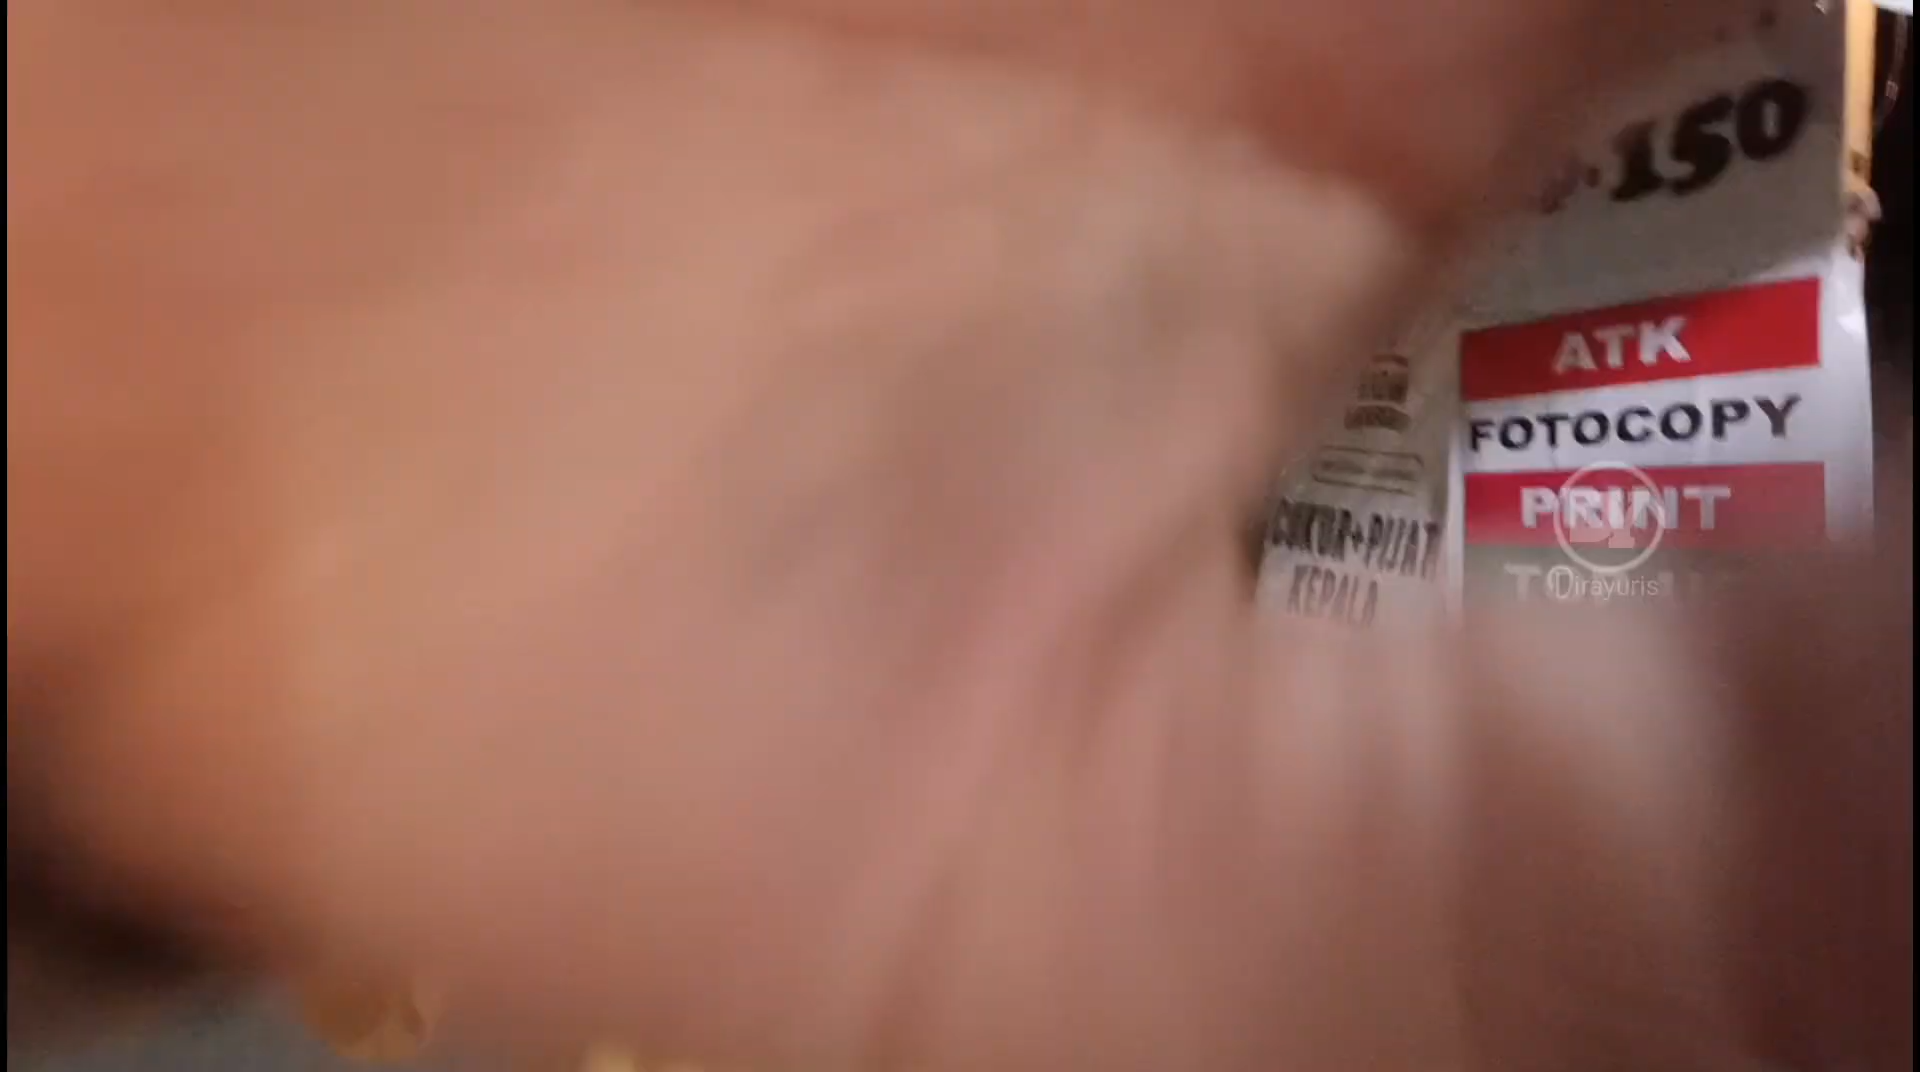 150
ATK
FOTOCOPY
PRINT
CUKUR+PIJAT
KEPALA
Dirayuris